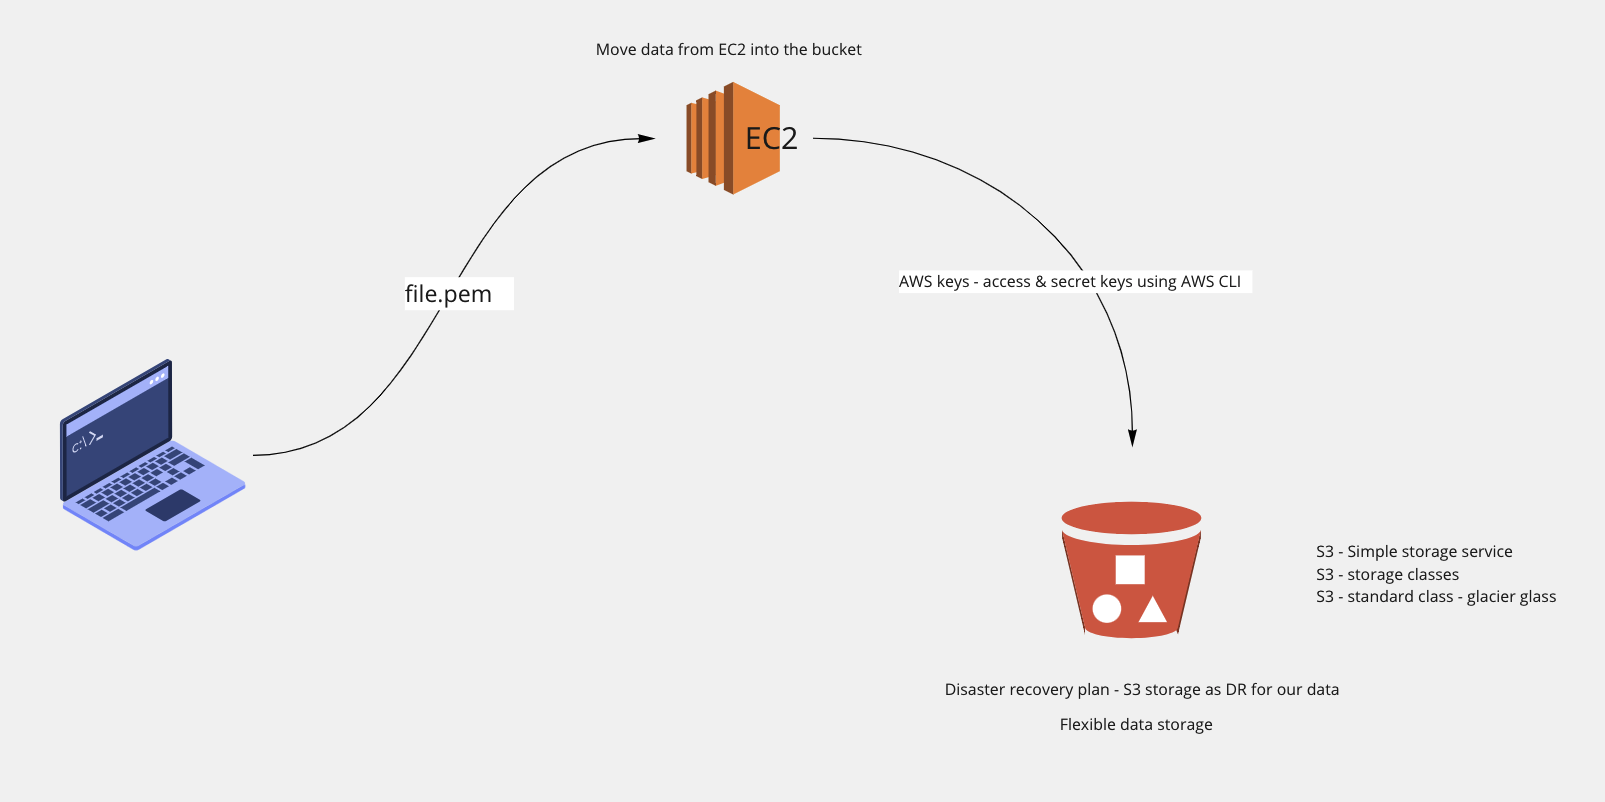 Move data from EC2 into the bucket
EC2
AWS keys - access & secret keys using AWS CLI
file.pem
c:\>_
S3 - Simple storage service
S3 - storage classes
S3 - standard class - glacier glass
Disaster recovery plan - S3 storage as DR for our data
Flexible data storage